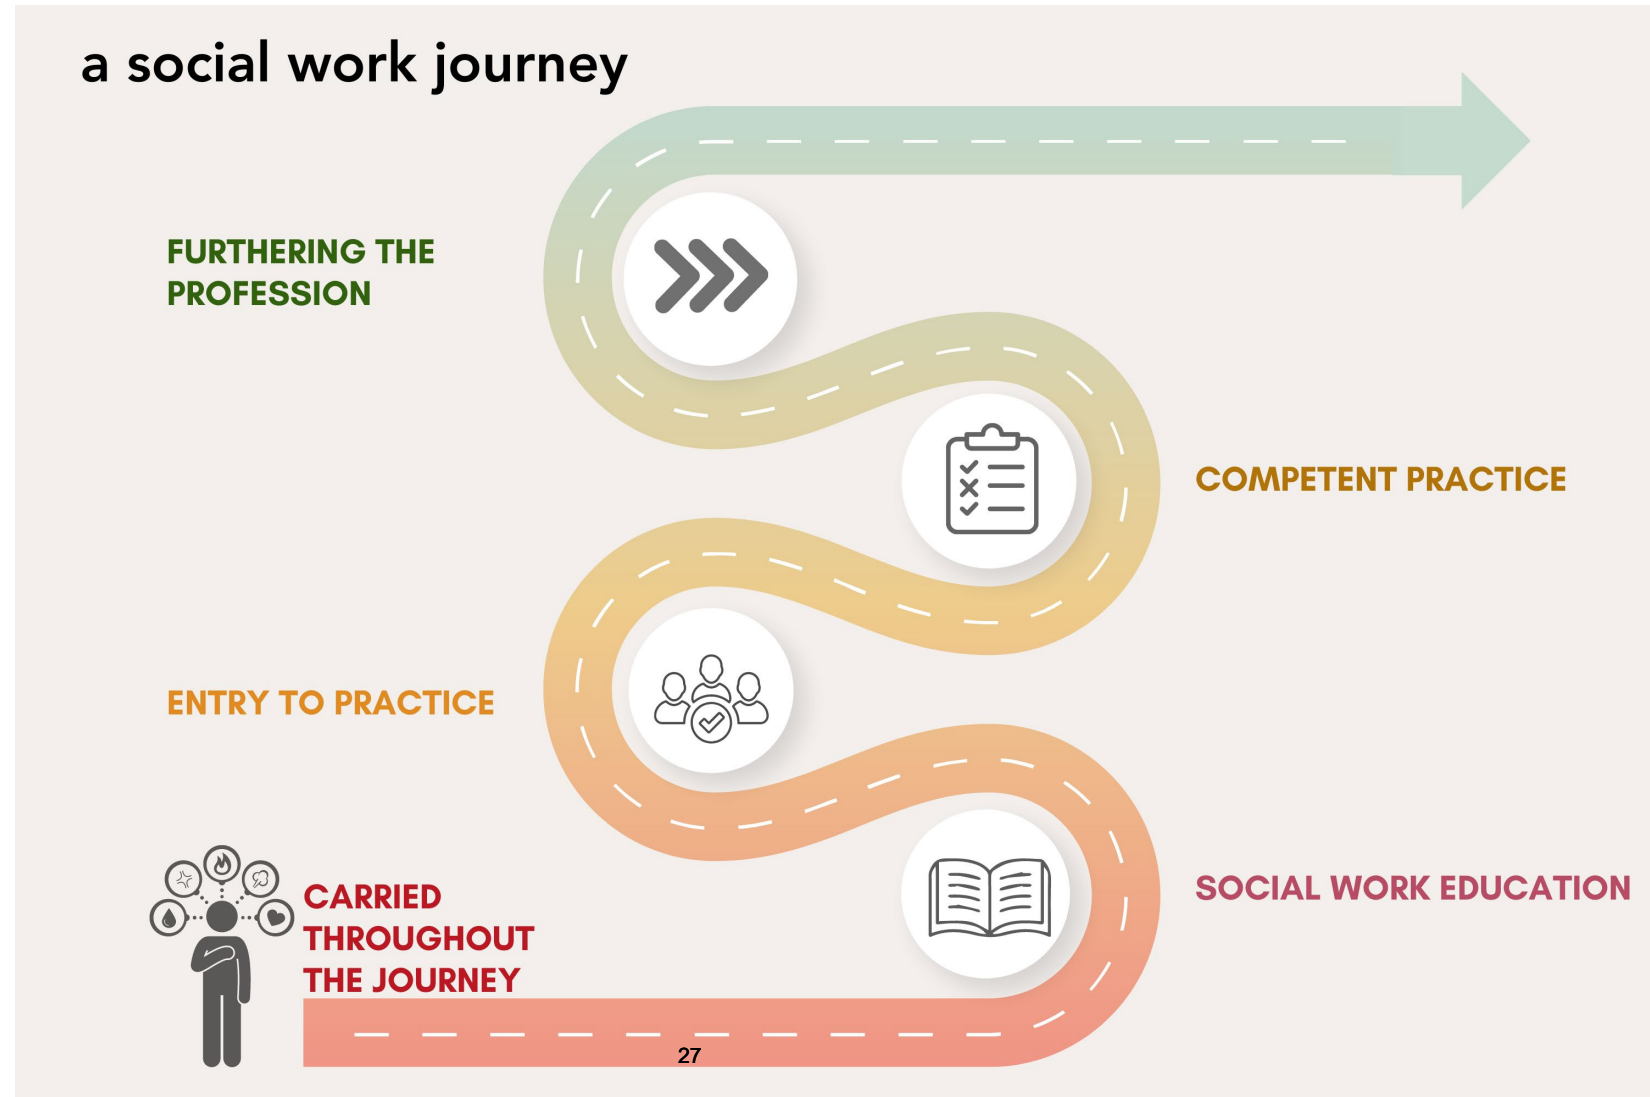 a social work journey
FURTHERING THE
PROFESSION
COMPETENT PRACTICE
ENTRY TO PRACTICE
SOCIAL WORK EDUCATION
CARRIED
THROUGHOUT
THE JOURNEY
27